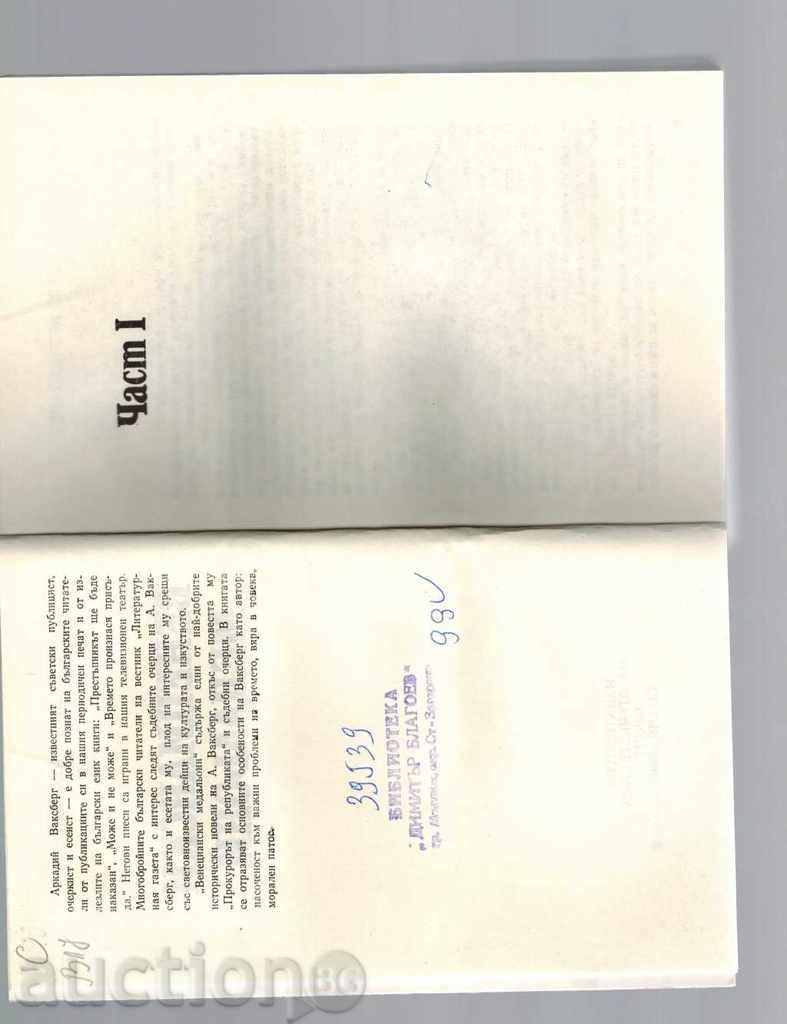 Аркадий Ваксберг — известният съветски публицист,
очеркист и есеист — е добре познат на българските читате-
ли от публикациите си в нашия периодичен печат и от из-
лезлите на български език книги: „Престъпникът ще бъде
наказан“, „Може и не може“ и „Времето произнася присъ-
да.“ Негови пиеси са играни в нашия телевизионен театър.
Многобройните български читатели на вестник „Литератур-
ная газета“ с интерес следят съдебните очерци на А. Вак-
сберг, както и есетата му, плод на интересните му срещи
със световноизвестни дейци на културата и изкуството.
„Венециански медальони“ съдържа едни от най-добрите
исторически новели на А. Ваксберг, откъс от повестта му
„Прокурорът на републиката“ и съдебни очерци. В книгата
се отразяват основните особености на Ваксберг като автор:
насоченост към важни проблеми на времето, вяра в човека,
морален патос.
39539
БИБЛИОТЕКА
"ДИМИТЪР БЛАГОЕВ"
Част I
auction 86